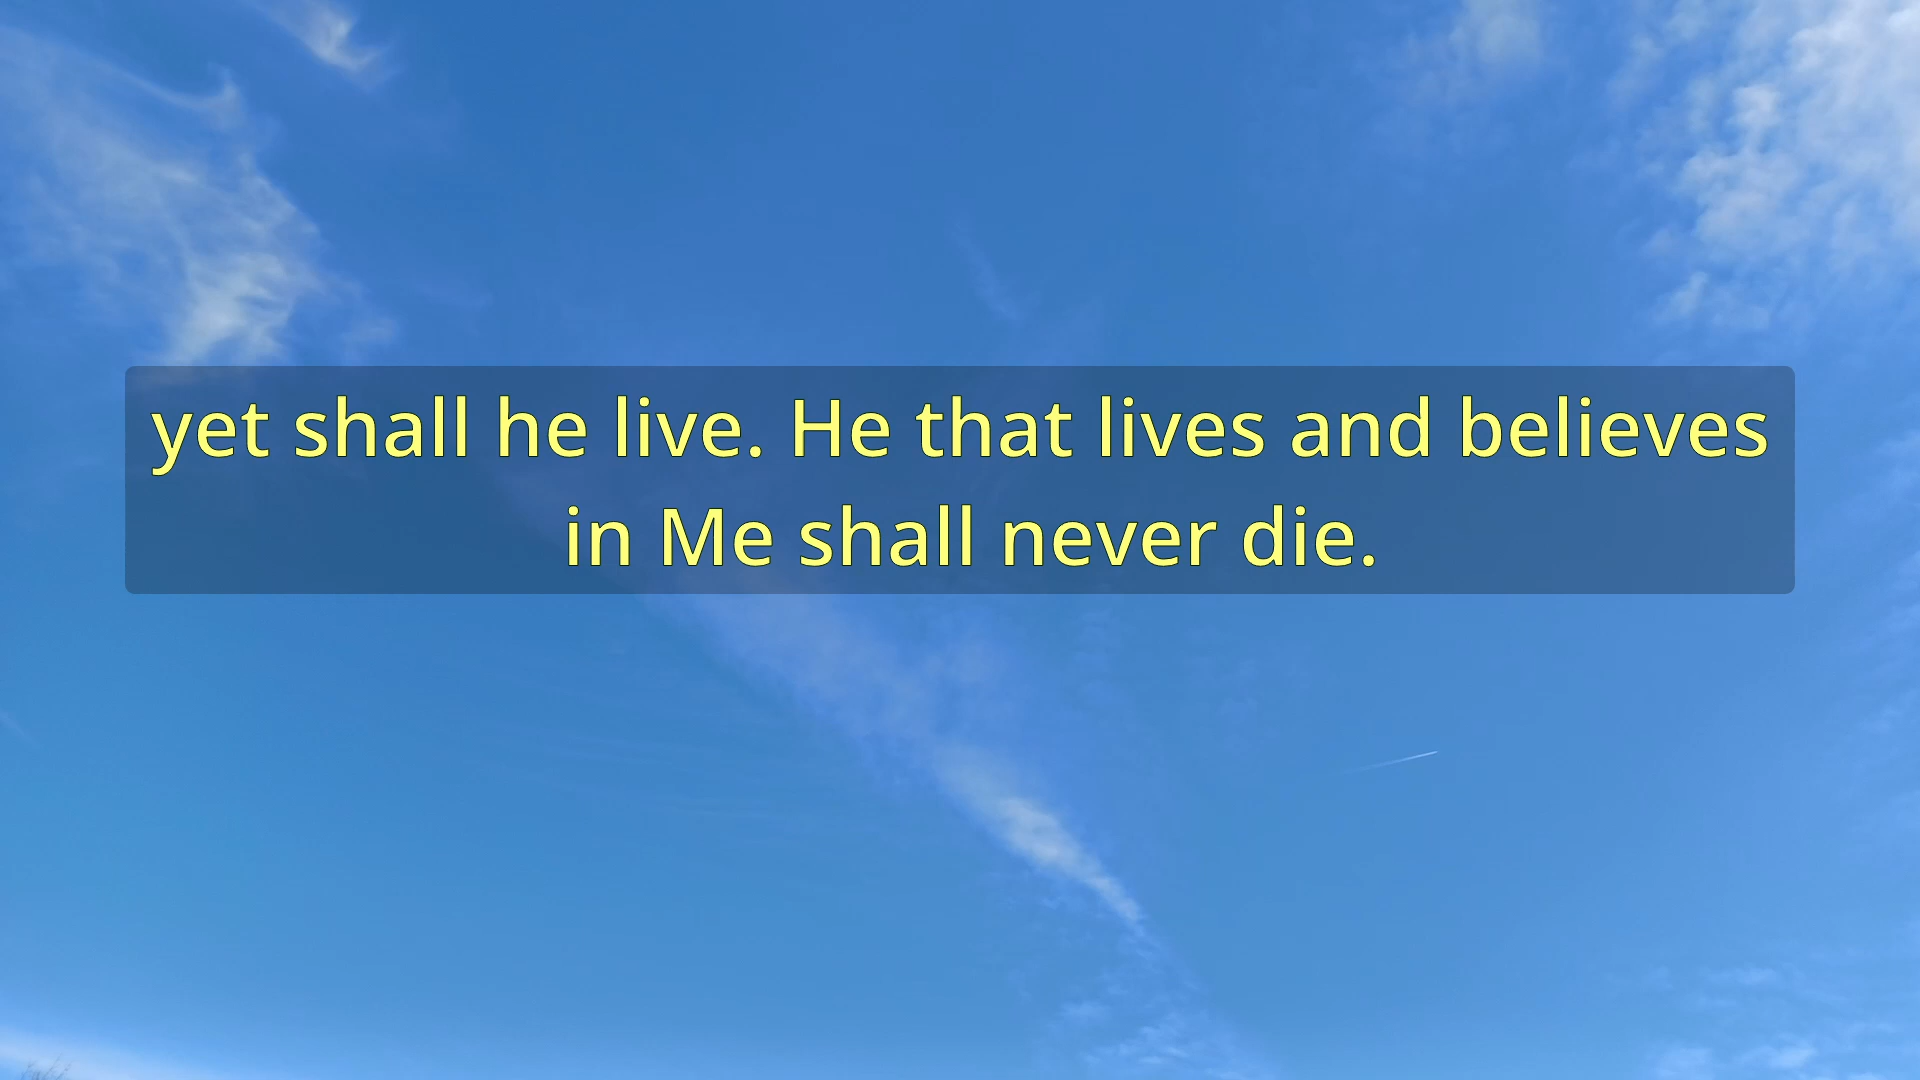 yet shall he live. He that lives and believes
in Me shall never die.